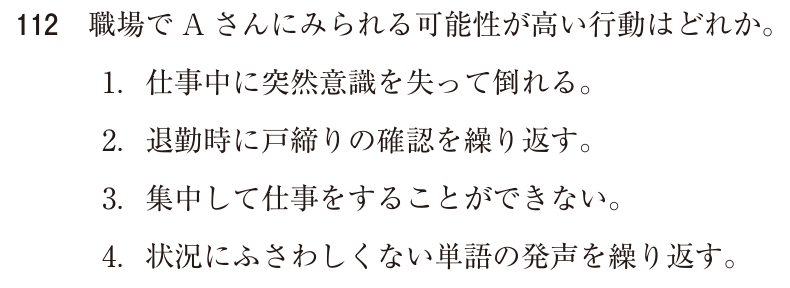 112 職場で A さんにみられる可能性が高い行動はどれか。
1. 仕事中に突然意識を失って倒れる。
2. 退勤時に戸締りの確認を繰り返す。
3. 集中して仕事をすることができない。
4. 状況にふさわしくない単語の発声を繰り返す。